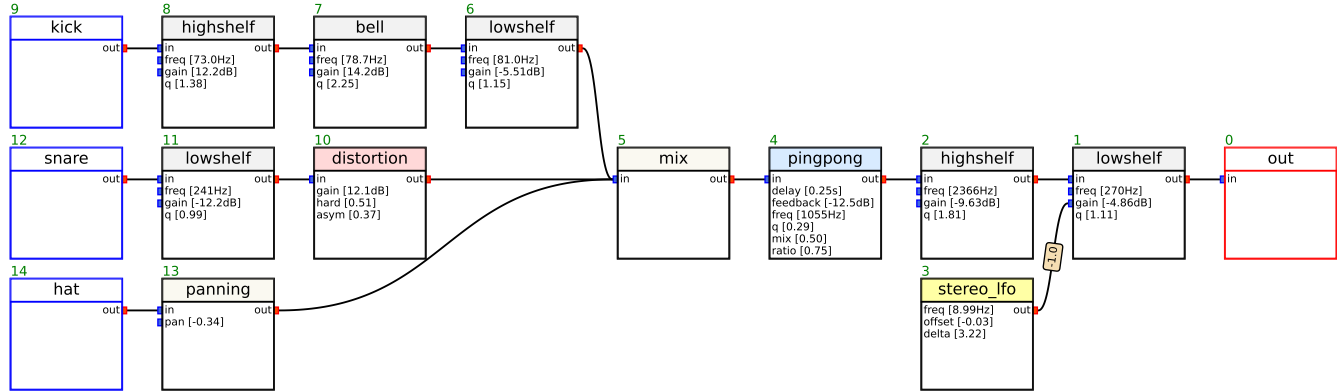 9
kick
out
8
highshelf
in out
freq [73.0Hz]
gain [12.2dB]
q [1.38]
7
bell
in out
freq [78.7Hz]
gain [14.2dB]
q [2.25]
6
lowshelf
in out
freq [81.0Hz]
gain [-5.51dB]
q [1.15]
12
snare
out
11
lowshelf
in out
freq [241Hz]
gain [-12.2dB]
q [0.99]
10
distortion
in out
gain [12.1dB]
hard [0.51]
asym [0.37]
5
mix
in out
4
pingpong
in out
delay [0.25s]
feedback [-12.5dB]
freq [1055Hz]
q [0.29]
mix [0.50]
ratio [0.75]
2
highshelf
in out
freq [2366Hz]
gain [-9.63dB]
q [1.81]
1
lowshelf
in out
freq [270Hz]
gain [-4.86dB]
q [1.11]
0
out
in
14
hat
out
13
panning
in out
pan [-0.34]
3
stereo_lfo
freq [8.99Hz] out
offset [-0.03]
delta [3.22]
-1.0